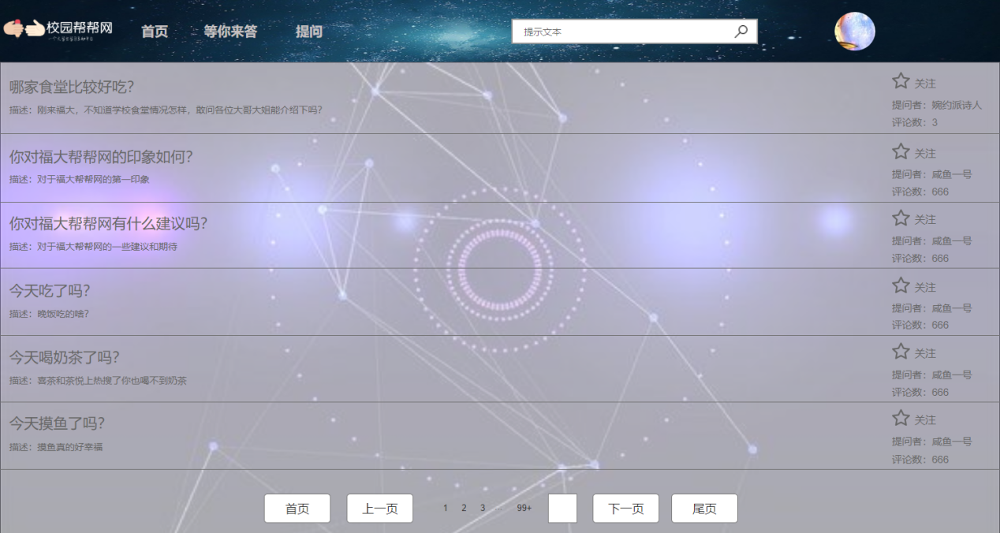 校园帮帮网
首页 等你来答 提问
提示文本
哪家食堂比较好吃?
描述：刚来福大，不知道学校食堂情况怎样，敢问各位大哥大姐能介绍下吗?
关注
提问者：婉约派诗人
评论数：3
你对福大帮帮网的印象如何?
描述：对于福大帮帮网的第一印象
关注
提问者：咸鱼一号
评论数：666
你对福大帮帮网有什么建议吗?
描述：对于福大帮帮网的一些建议和期待
关注
提问者：咸鱼一号
评论数：666
今天吃了吗?
描述：晚饭吃的啥?
关注
提问者：咸鱼一号
评论数：666
今天喝奶茶了吗?
描述：喜茶和茶悦上热搜了你也喝不到奶茶
关注
提问者：咸鱼一号
评论数：666
今天摸鱼了吗?
描述：摸鱼真的好幸福
关注
提问者：咸鱼一号
评论数：666
首页 上一页 1 2 3 ... 99+ 下一页 尾页